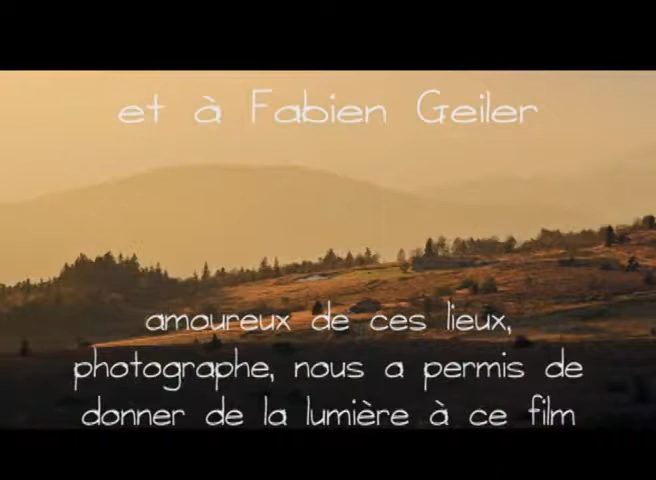 et à Fabien Geiler
amoureux de ces lieux,
photographe, nous a permis de
donner de la lumière à ce film